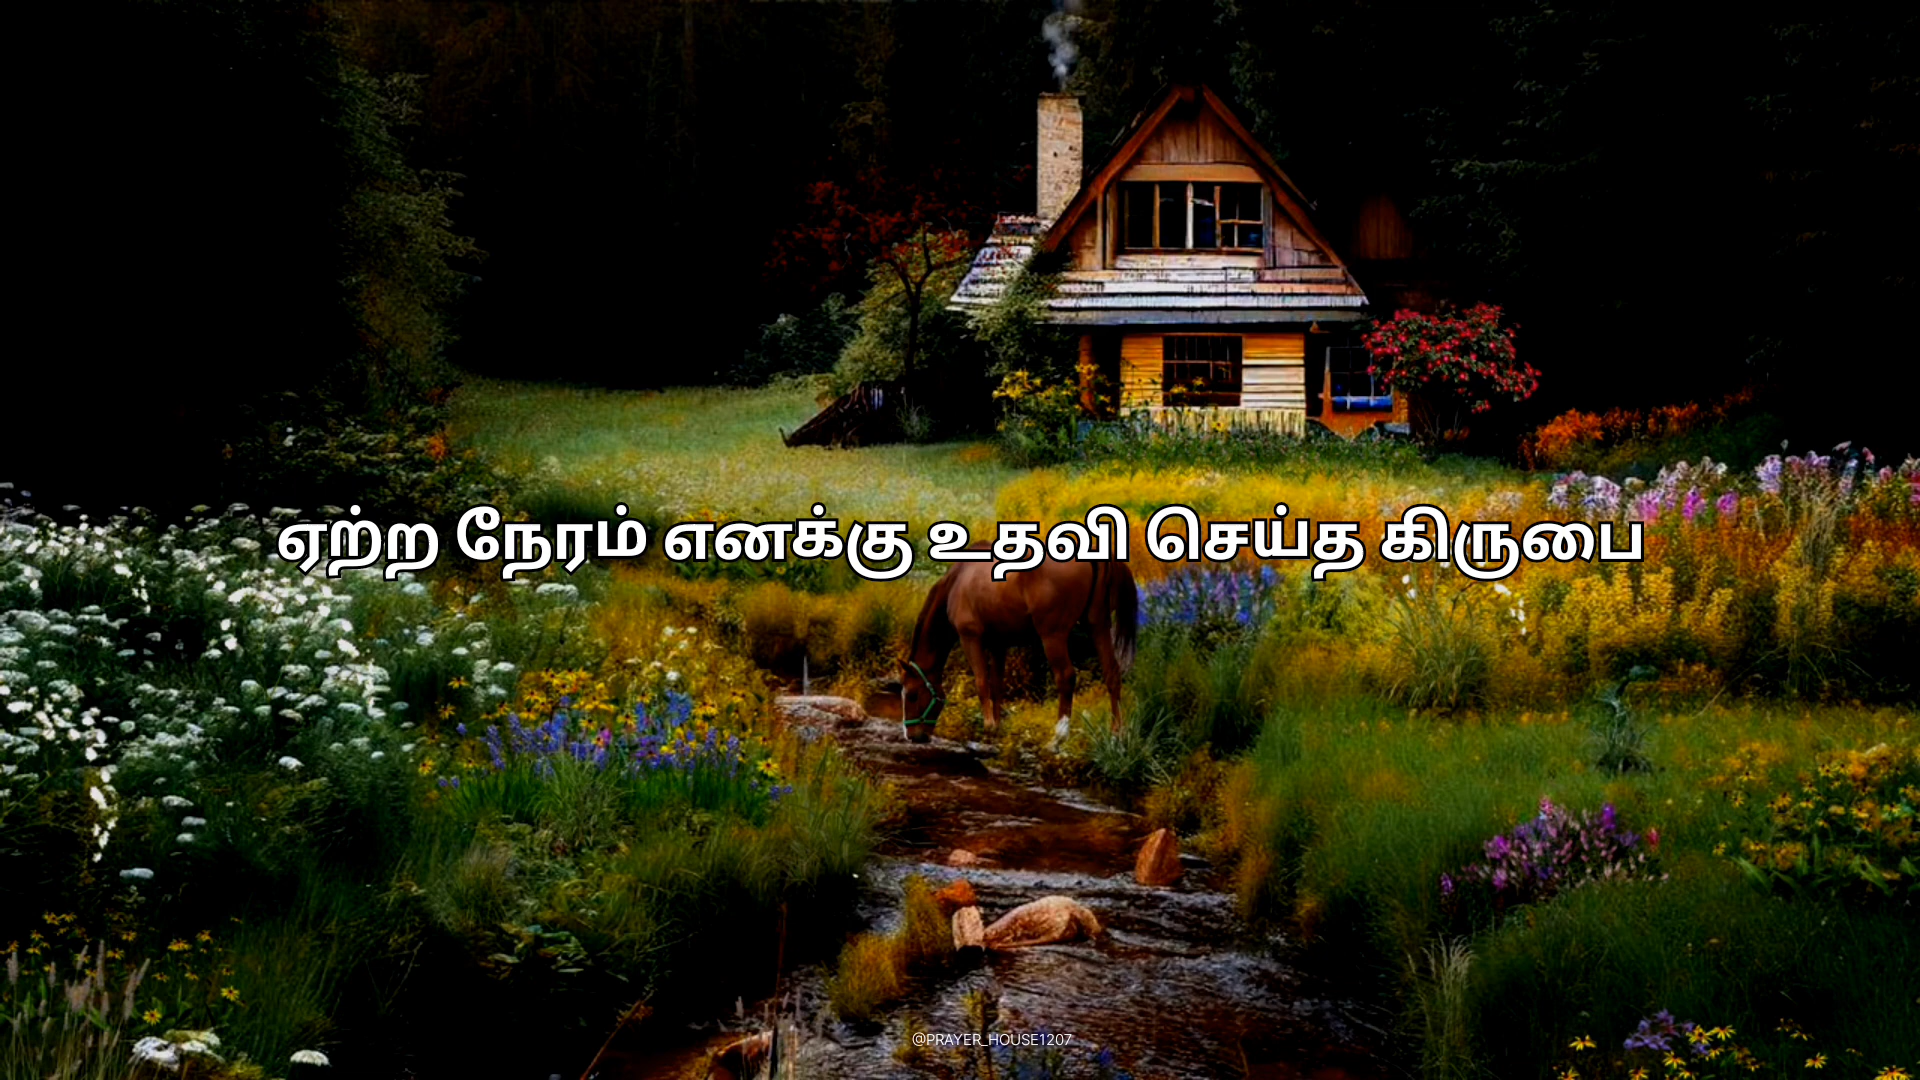 ஏற்ற நேரம் எனக்கு உதவி செய்த கிருபை
@PRAYER_HOUSE1207